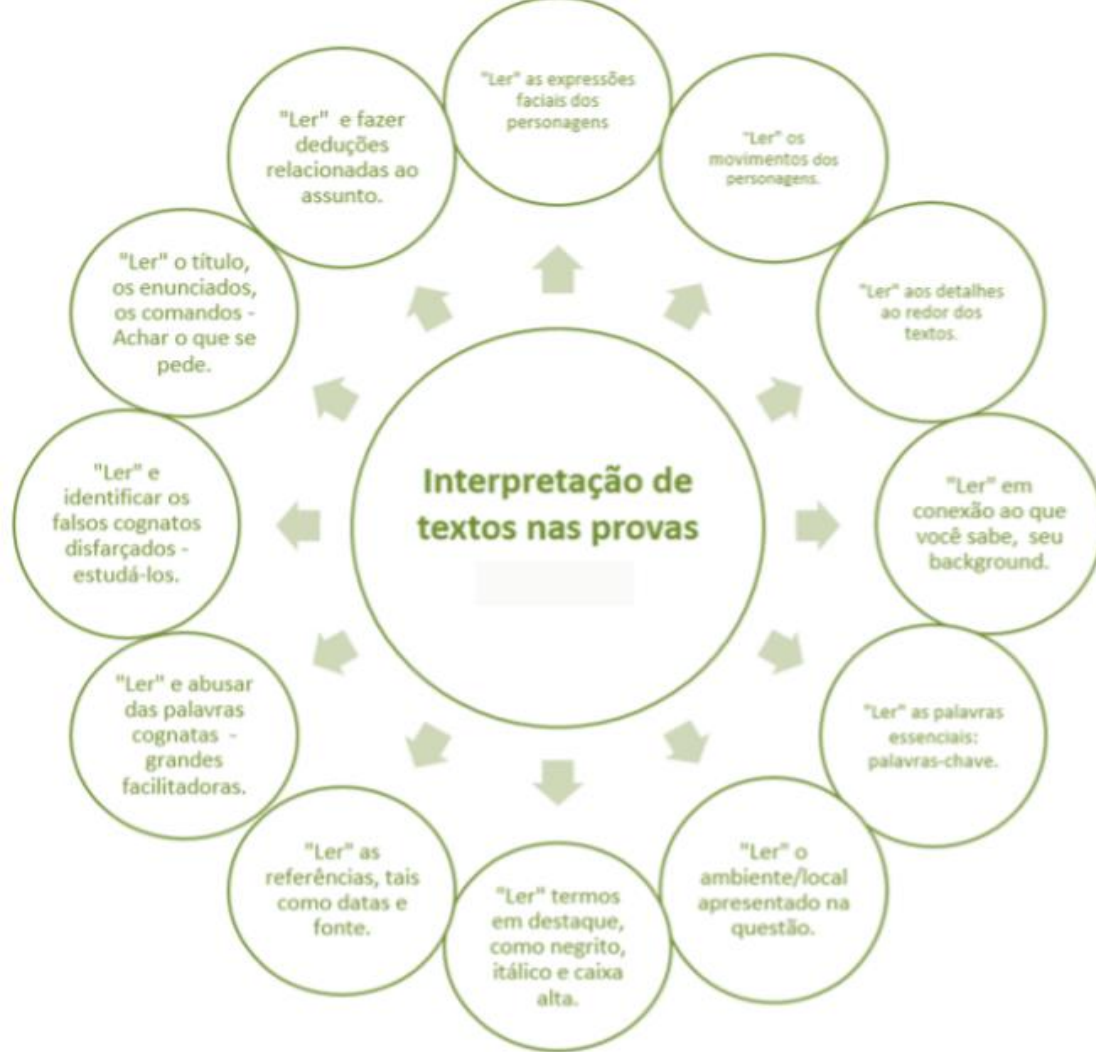 Interpretação de
textos nas provas
"Ler" as expressões
faciais dos
personagens
"Ler" os
movimentos dos
personagens.
"Ler" aos detalhes
ao redor dos
textos.
"Ler" em
conexão ao que
você sabe, seu
background.
"Ler" as palavras
essenciais:
palavras-chave.
"Ler" o
ambiente/local
apresentado na
questão.
"Ler" termos
em destaque,
como negrito,
itálico e caixa
alta.
"Ler" as
referências, tais
como datas e
fonte.
"Ler" e abusar
das palavras
cognatas -
grandes
facilitadoras.
"Ler" e
identificar os
falsos cognatos
disfarçados -
estudá-los.
"Ler" o título,
os enunciados,
os comandos -
Achar o que se
pede.
"Ler" e fazer
deduções
relacionadas ao
assunto.